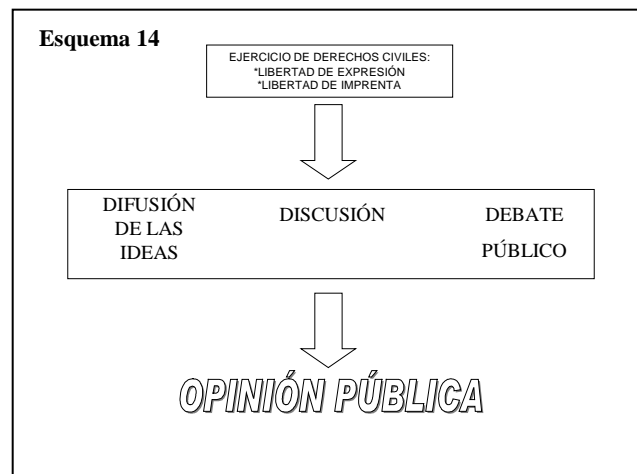 Esquema 14
EJERCICIO DE DERECHOS CIVILES:
*LIBERTAD DE EXPRESIÓN
*LIBERTAD DE IMPRENTA
DIFUSIÓN
DE LAS
IDEAS
DISCUSIÓN
DEBATE
PÚBLICO
OPINIÓN PÚBLICA